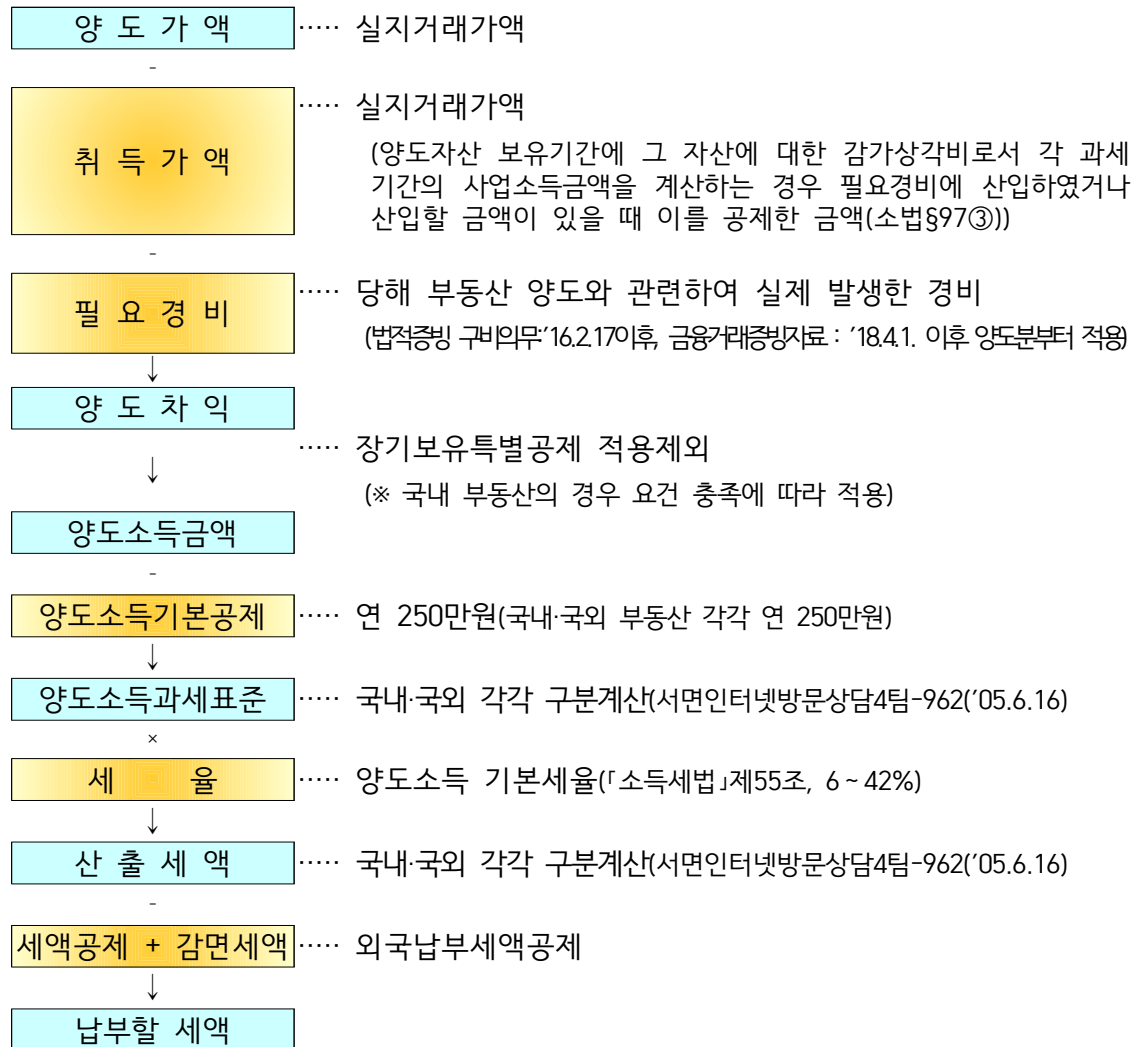 양 도 가 액 ····· 실지거래가액
-
취 득 가 액 ····· 실지거래가액
(양도자산 보유기간에 그 자산에 대한 감가상각비로서 각 과세
기간의 사업소득금액을 계산하는 경우 필요경비에 산입하였거나
산입할 금액이 있을 때 이를 공제한 금액(소법§97③))
-
필 요 경 비 ····· 당해 부동산 양도와 관련하여 실제 발생한 경비
(법적증빙 구비의무:’16.2.17이후, 금융거래증빙자료 : ’18.4.1. 이후 양도분부터 적용)
↓
양 도 차 익
····· 장기보유특별공제 적용제외
↓
(※ 국내 부동산의 경우 요건 충족에 따라 적용)
양도소득금액
-
양도소득기본공제 ····· 연 250만원(국내·국외 부동산 각각 연 250만원)
↓
양도소득과세표준 ····· 국내·국외 각각 구분계산(서면인터넷방문상담4팀-962(’05.6.16)
×
세 율 ····· 양도소득 기본세율(「소득세법」제55조, 6 ~ 42%)
↓
산 출 세 액 ····· 국내·국외 각각 구분계산(서면인터넷방문상담4팀-962(’05.6.16)
-
세액공제 + 감면세액 ····· 외국납부세액공제
↓
납부할 세액